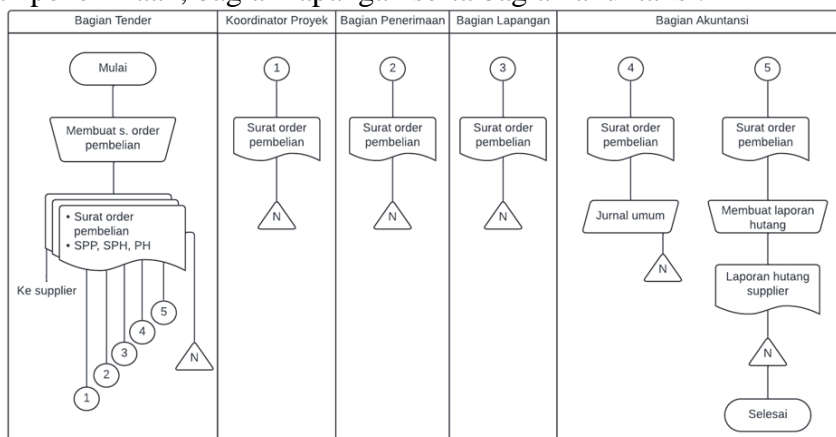 Bagian Tender
Koordinator Proyek
Bagian Penerimaan
Bagian Lapangan
Bagian Akuntansi
Mulai
Membuat s. order
pembelian
• Surat order
pembelian
• SPP, SPH, PH
Ke supplier
1
2
3
4
5
N
1
Surat order
pembelian
N
2
Surat order
pembelian
N
3
Surat order
pembelian
N
4
Surat order
pembelian
Jurnal umum
N
5
Surat order
pembelian
Membuat laporan
hutang
Laporan hutang
supplier
N
Selesai